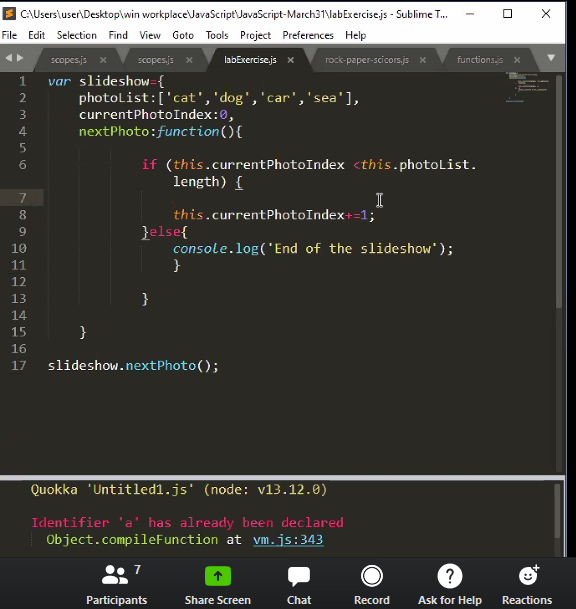 C:\Users\user\Desktop\win workplace\JavaScript\JavaScript-March31\labExercise.js - Sublime T...
File Edit Selection Find View Goto Tools Project Preferences Help
scopes.js scopes.js labExercise.js rock-paper-scicors.js functions.js
1 var slideshow={
2 photoList:['cat','dog','car','sea'],
3 currentPhotoIndex:0,
4 nextPhoto:function(){
5
6 if (this.currentPhotoIndex <this.photoList.
length) {
7
8 this.currentPhotoIndex+=1;
9 }else{
10 console.log('End of the slideshow');
11 }
12
13 }
14
15 }
16
17 slideshow.nextPhoto();
Quokka 'Untitled1.js' (node: v13.12.0)
Identifier 'a' has already been declared
Object.compileFunction at vm.js:343
7
Participants Share Screen Chat Record Ask for Help Reactions